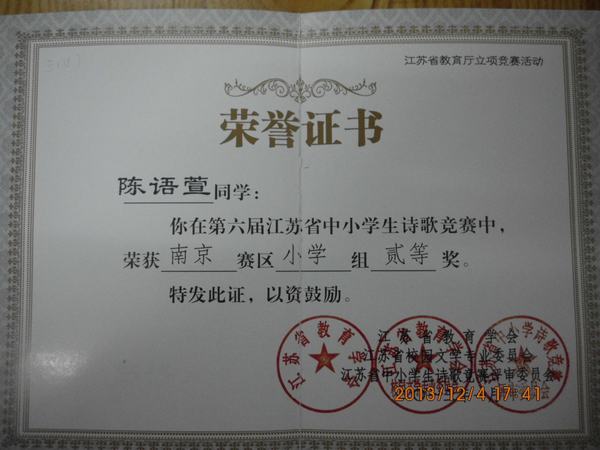 江苏省教育厅立项竞赛活动
荣誉证书
陈语萱同学：
你在第六届江苏省中小学生诗歌竞赛中，
荣获 南京 赛区 小学 组 贰等 奖。
特发此证，以资鼓励。
江苏省教育学会
江苏省校园文学专业委员会
江苏省中小学生诗歌竞赛评审委员会
2013/12/4 17:41